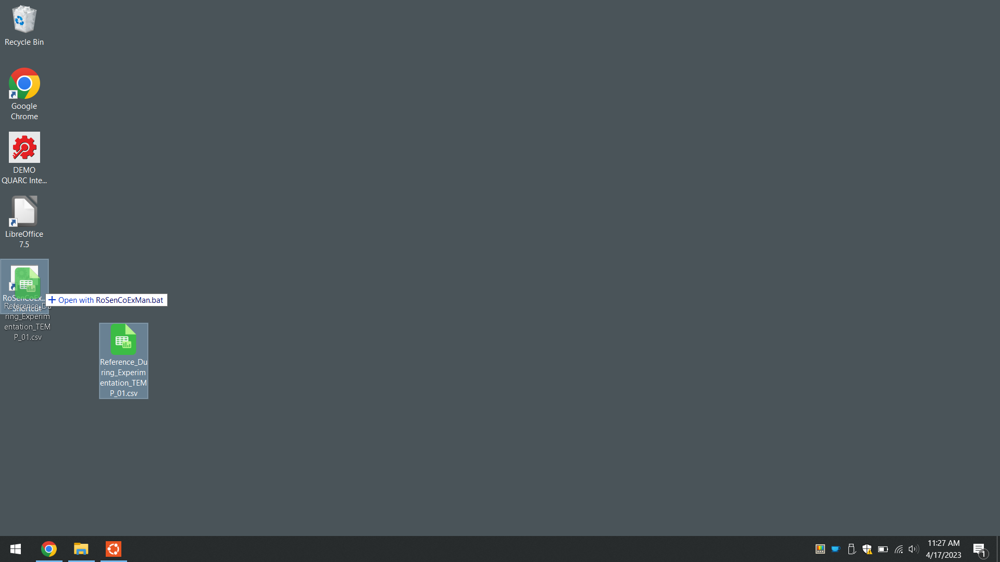 Recycle Bin
Google
Chrome
DEMO
QUARC Inte...
LibreOffice
7.5
RoSenCoEx...
Shortcut
Reference_Du
ring_Experim
entation_TEM
P_01.csv
Open with RoSenCoExMan.bat
Reference_Du
ring_Experim
entation_TEM
P_01.csv
11:27 AM
4/17/2023
1